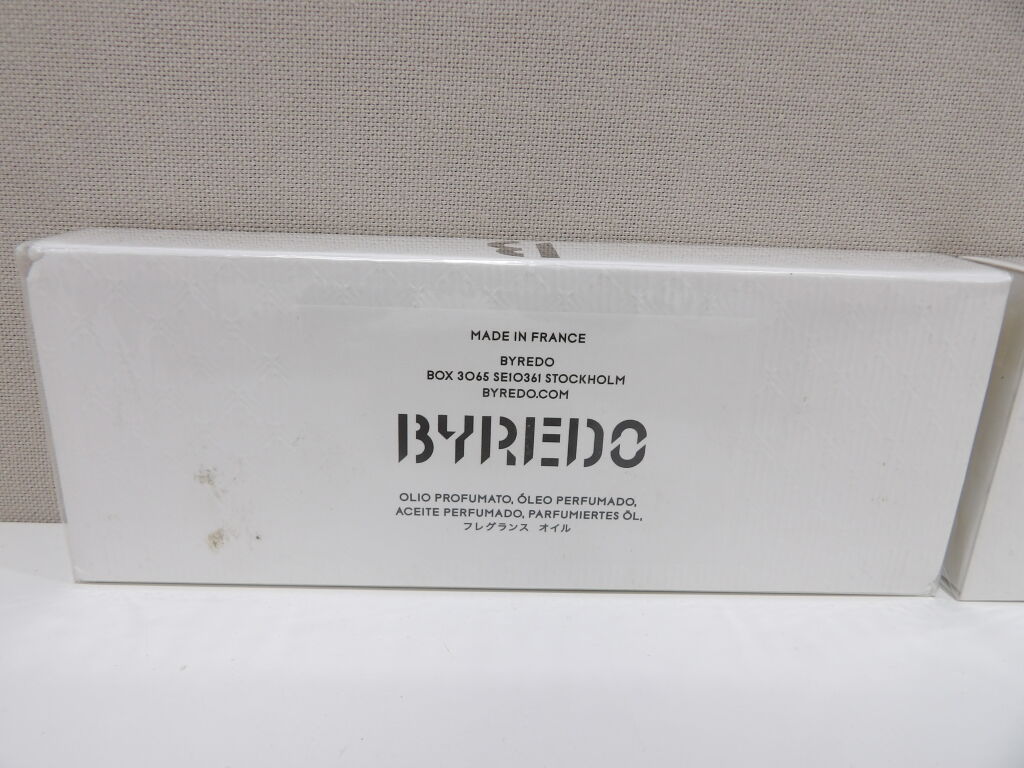 MADE IN FRANCE
BYREDO
BOX 3065 SE10361 STOCKHOLM
BYREDO.COM
BYREDO
OLIO PROFUMATO, ÓLEO PERFUMADO,
ACEITE PERFUMADO, PARFUMIERTES ÖL,
フレグランス オイル